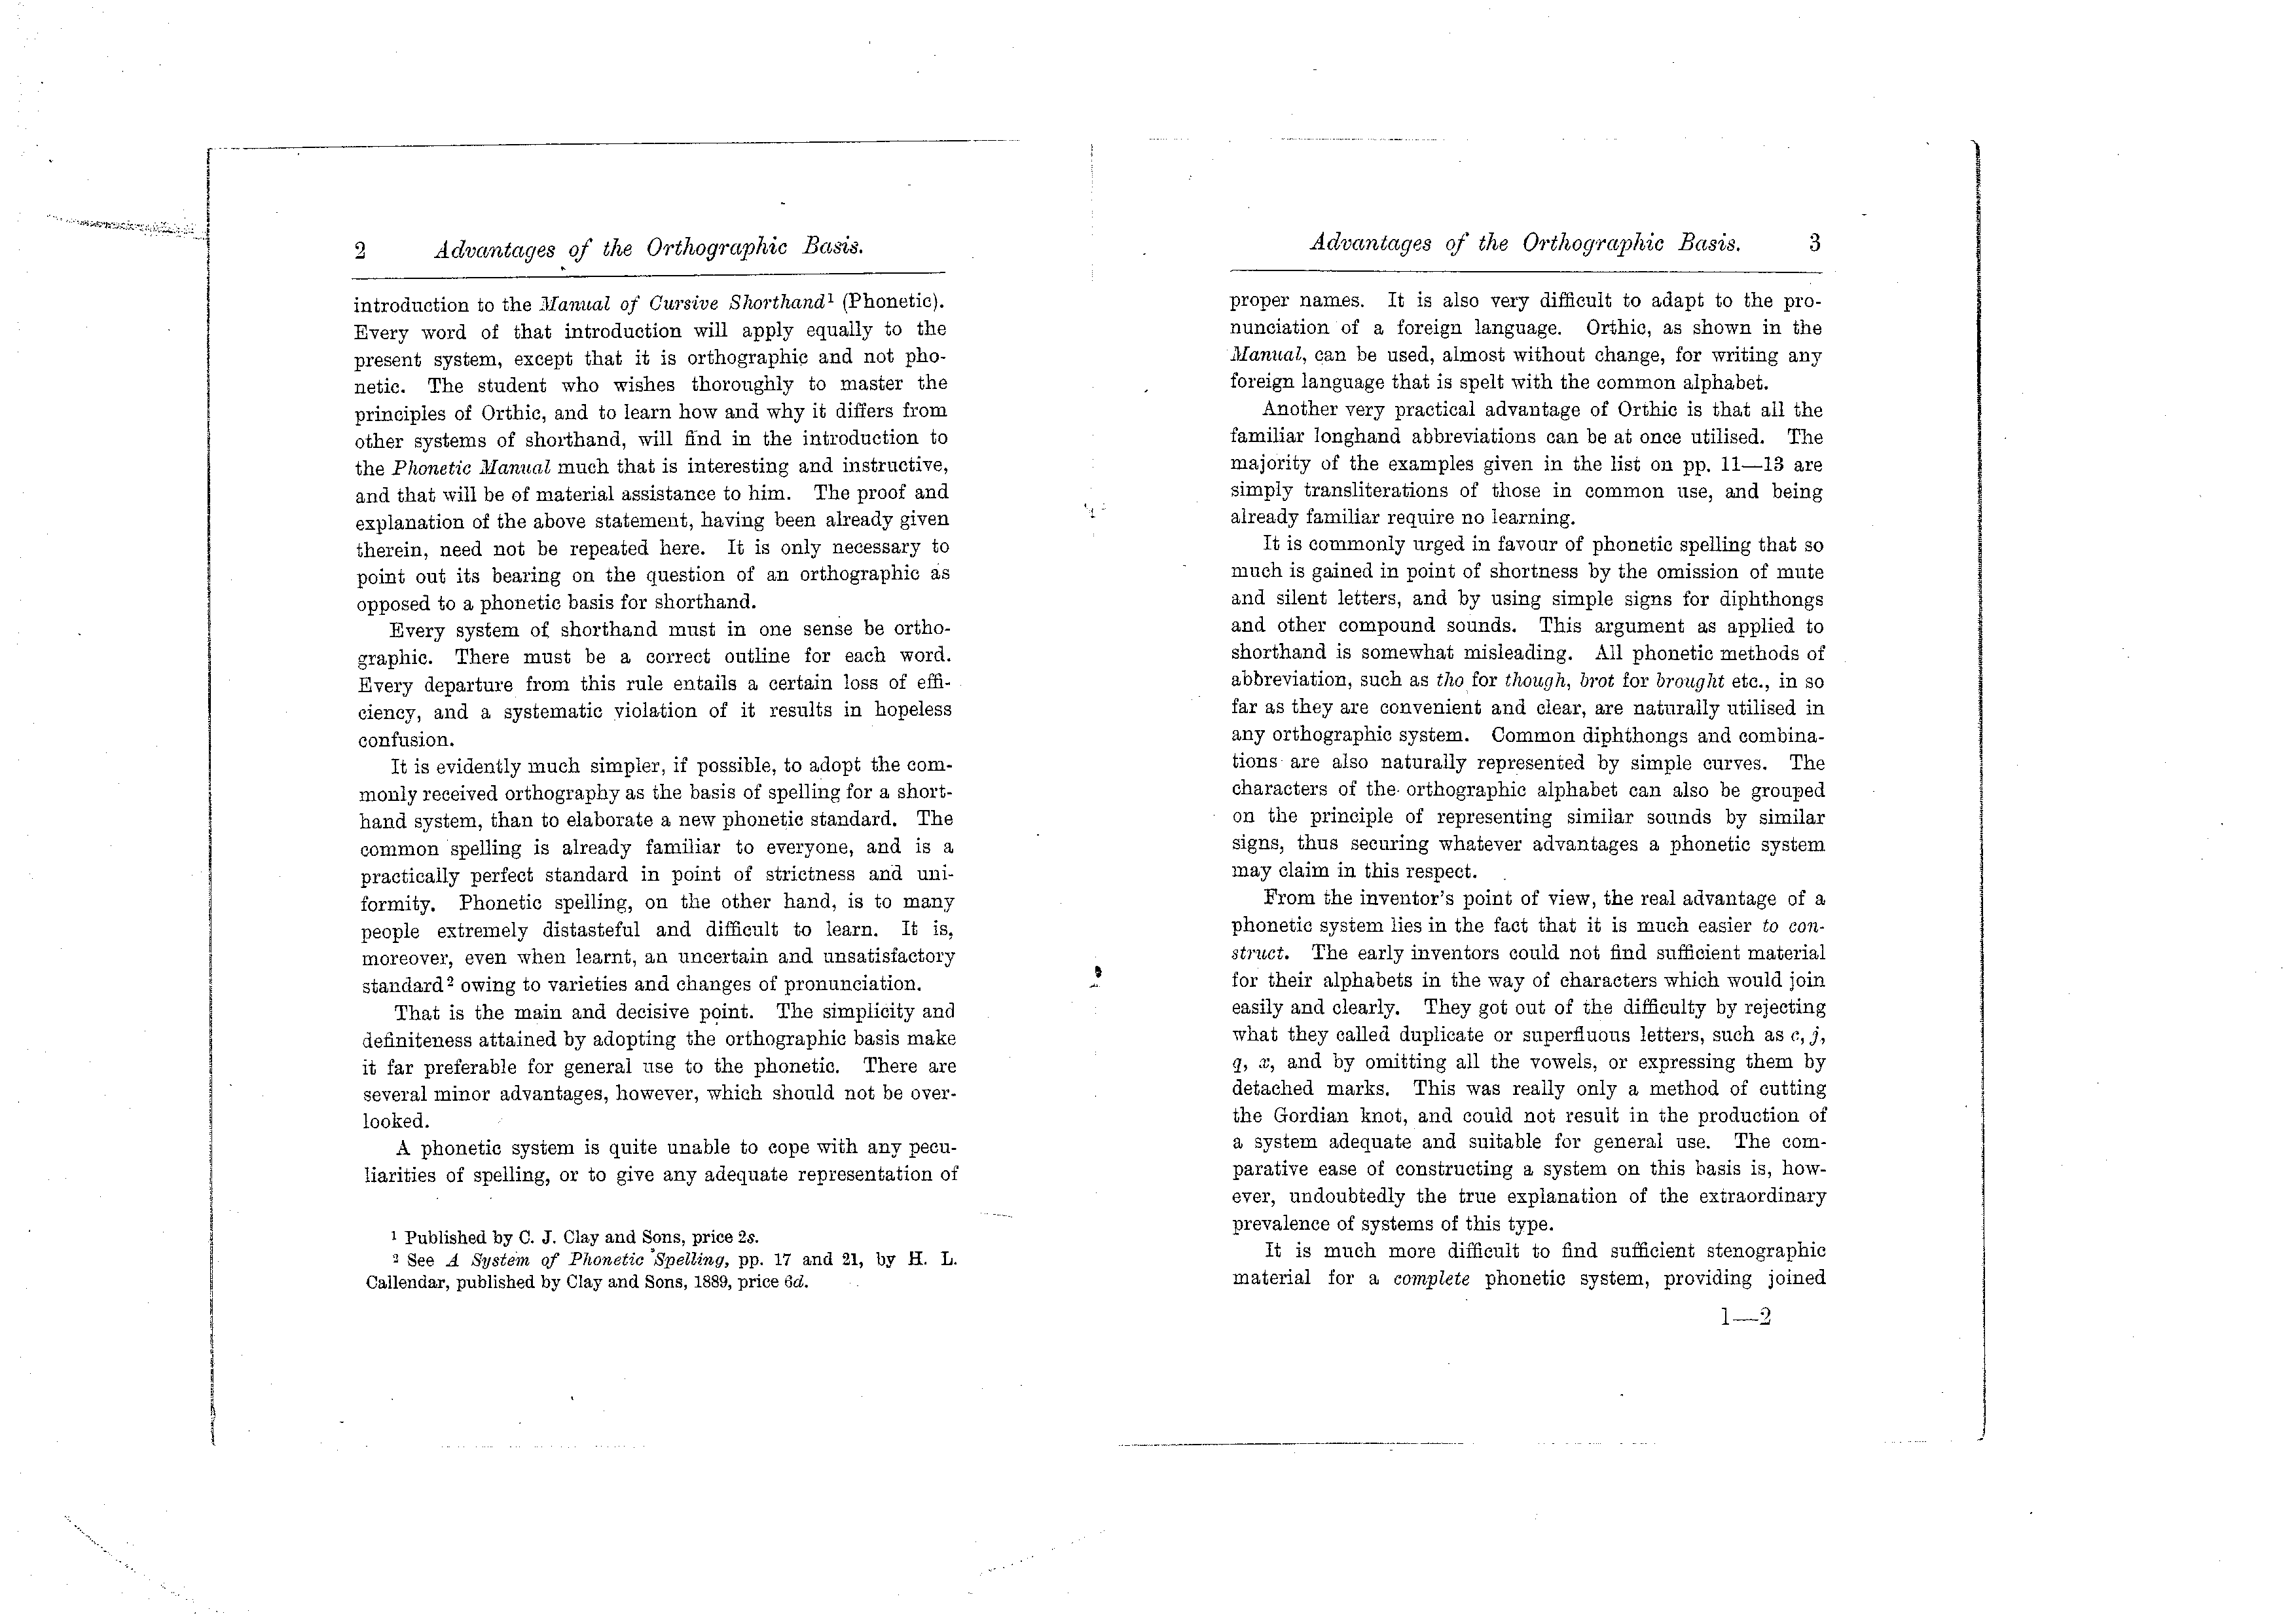 2 Advantages of the Orthographic Basis.
introduction to the Manual of Cursive Shorthand¹ (Phonetic).
Every word of that introduction will apply equally to the
present system, except that it is orthographic and not pho-
netic. The student who wishes thoroughly to master the
principles of Orthic, and to learn how and why it differs from
other systems of shorthand, will find in the introduction to
the Phonetic Manual much that is interesting and instructive,
and that will be of material assistance to him. The proof and
explanation of the above statement, having been already given
therein, need not be repeated here. It is only necessary to
point out its bearing on the question of an orthographic as
opposed to a phonetic basis for shorthand.
Every system of shorthand must in one sense be ortho-
graphic. There must be a correct outline for each word.
Every departure from this rule entails a certain loss of effi-
ciency, and a systematic violation of it results in hopeless
confusion.
It is evidently much simpler, if possible, to adopt the com-
monly received orthography as the basis of spelling for a short-
hand system, than to elaborate a new phonetic standard. The
common spelling is already familiar to everyone, and is a
practically perfect standard in point of strictness and uni-
formity. Phonetic spelling, on the other hand, is to many
people extremely distasteful and difficult to learn. It is,
moreover, even when learnt, an uncertain and unsatisfactory
standard² owing to varieties and changes of pronunciation.
That is the main and decisive point. The simplicity and
definiteness attained by adopting the orthographic basis make
it far preferable for general use to the phonetic. There are
several minor advantages, however, which should not be over-
looked.
A phonetic system is quite unable to cope with any pecu-
liarities of spelling, or to give any adequate representation of
¹ Published by C. J. Clay and Sons, price 2s.
² See A System of Phonetic Spelling, pp. 17 and 21, by H. L.
Callendar, published by Clay and Sons, 1889, price 6d.
Advantages of the Orthographic Basis. 3
proper names. It is also very difficult to adapt to the pro-
nunciation of a foreign language. Orthic, as shown in the
Manual, can be used, almost without change, for writing any
foreign language that is spelt with the common alphabet.
Another very practical advantage of Orthic is that all the
familiar longhand abbreviations can be at once utilised. The
majority of the examples given in the list on pp. 11—13 are
simply transliterations of those in common use, and being
already familiar require no learning.
It is commonly urged in favour of phonetic spelling that so
much is gained in point of shortness by the omission of mute
and silent letters, and by using simple signs for diphthongs
and other compound sounds. This argument as applied to
shorthand is somewhat misleading. All phonetic methods of
abbreviation, such as tho for though, brot for brought etc., in so
far as they are convenient and clear, are naturally utilised in
any orthographic system. Common diphthongs and combina-
tions are also naturally represented by simple curves. The
characters of the orthographic alphabet can also be grouped
on the principle of representing similar sounds by similar
signs, thus securing whatever advantages a phonetic system
may claim in this respect.
From the inventor's point of view, the real advantage of a
phonetic system lies in the fact that it is much easier to con-
struct. The early inventors could not find sufficient material
for their alphabets in the way of characters which would join
easily and clearly. They got out of the difficulty by rejecting
what they called duplicate or superfluous letters, such as c, j,
q, x, and by omitting all the vowels, or expressing them by
detached marks. This was really only a method of cutting
the Gordian knot, and could not result in the production of
a system adequate and suitable for general use. The com-
parative ease of constructing a system on this basis is, how-
ever, undoubtedly the true explanation of the extraordinary
prevalence of systems of this type.
It is much more difficult to find sufficient stenographic
material for a complete phonetic system, providing joined
1—2